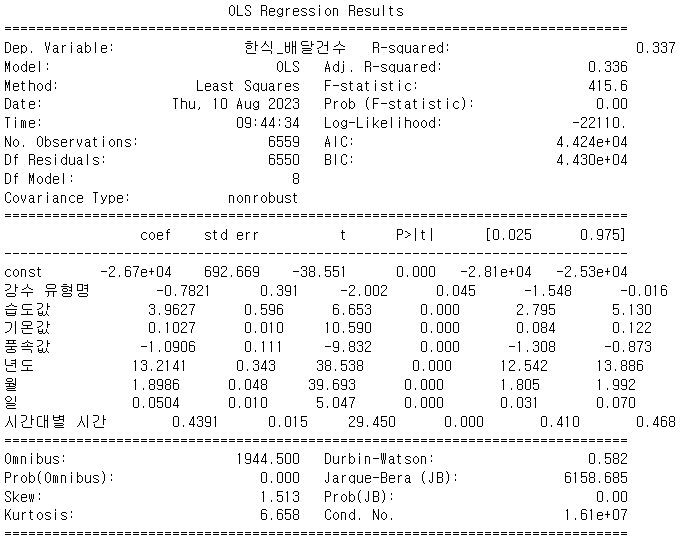 OLS Regression Results
==============================================================================
Dep. Variable: 한식_배달건수 R-squared: 0.337
Model: OLS Adj. R-squared: 0.336
Method: Least Squares F-statistic: 415.6
Date: Thu, 10 Aug 2023 Prob (F-statistic): 0.00
Time: 09:44:34 Log-Likelihood: -22110.
No. Observations: 6559 AIC: 4.424e+04
Df Residuals: 6550 BIC: 4.430e+04
Df Model: 8
Covariance Type: nonrobust
==============================================================================
coef std err t P>|t| [0.025 0.975]
------------------------------------------------------------------------------
const -2.67e+04 692.669 -38.551 0.000 -2.81e+04 -2.53e+04
강수 유형명 -0.7821 0.391 -2.002 0.045 -1.548 -0.016
습도값 3.9627 0.596 6.653 0.000 2.795 5.130
기온값 0.1027 0.010 10.590 0.000 0.084 0.122
풍속값 -1.0906 0.111 -9.832 0.000 -1.308 -0.873
년도 13.2141 0.343 38.538 0.000 12.542 13.886
월 1.8986 0.048 39.693 0.000 1.805 1.992
일 0.0504 0.010 5.047 0.000 0.031 0.070
시간대별 시간 0.4391 0.015 29.450 0.000 0.410 0.468
==============================================================================
Omnibus: 1944.500 Durbin-Watson: 0.582
Prob(Omnibus): 0.000 Jarque-Bera (JB): 6158.685
Skew: 1.513 Prob(JB): 0.00
Kurtosis: 6.658 Cond. No. 1.61e+07
==============================================================================